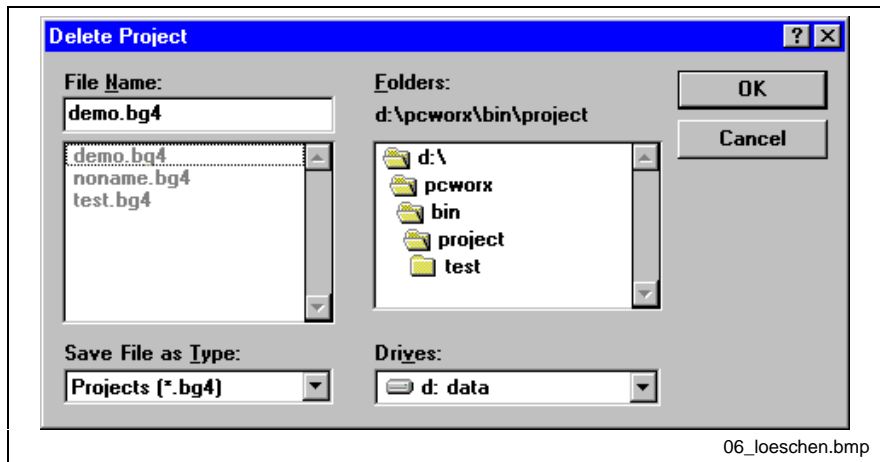 Delete Project
File Name:
demo.bg4
demo.bg4
noname.bg4
test.bg4
Save File as Type:
Projects (*.bg4)
Folders:
d:\pcworx\bin\project
d:\
pcworx
bin
project
test
Drives:
d: data
OK
Cancel
06_loeschen.bmp